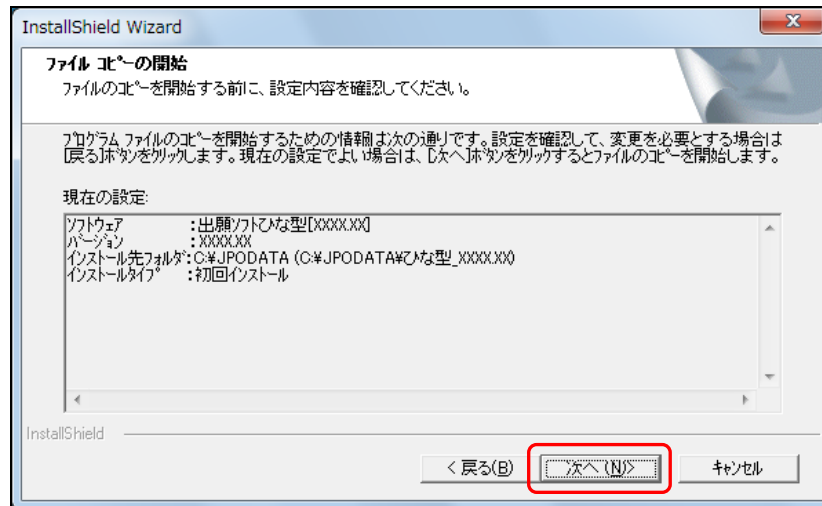 InstallShield Wizard
ファイル コピーの開始
ファイルのコピーを開始する前に、設定内容を確認してください。
プログラム ファイルのコピーを開始するための情報は次の通りです。設定を確認して、変更を必要とする場合は
[戻る]ボタンをクリックします。現在の設定でよい場合は、[次へ]ボタンをクリックするとファイルのコピーを開始します。
現在の設定:
ソフトウェア :出願ソフトひな型[XXXX.XX]
バージョン :XXXX.XX
インストール先フォルダ:C:¥JPODATA (C:¥JPODATA¥ひな型_XXXX.XX)
インストールタイプ :初回インストール
InstallShield
< 戻る(B)
次へ (N)>
キャンセル